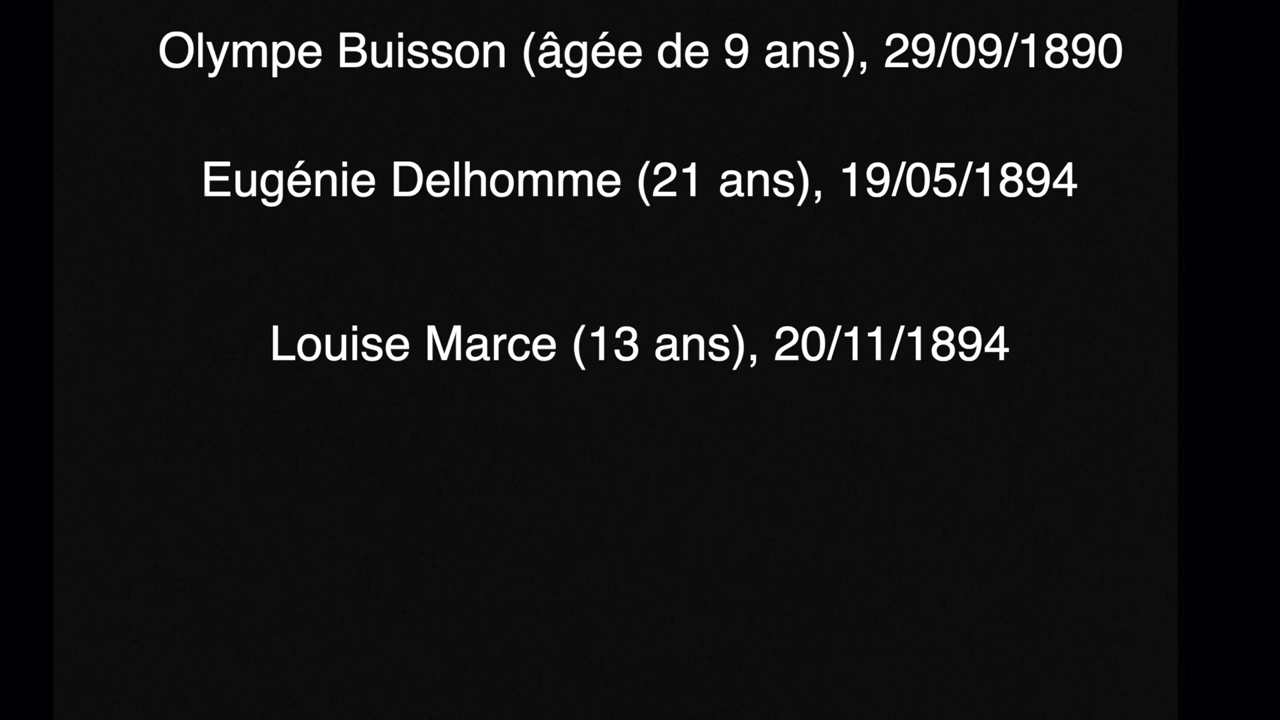 Olympe Buisson (âgée de 9 ans), 29/09/1890
Eugénie Delhomme (21 ans), 19/05/1894
Louise Marce (13 ans), 20/11/1894